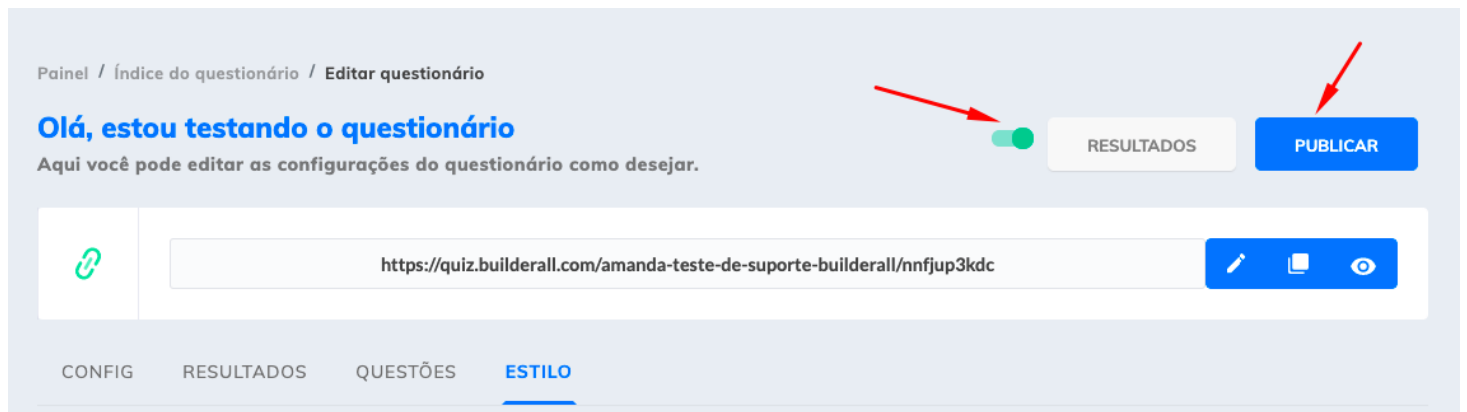 Painel / Índice do questionário / Editar questionário
Olá, estou testando o questionário
Aqui você pode editar as configurações do questionário como desejar.
RESULTADOS
PUBLICAR
https://quiz.builderall.com/amanda-teste-de-suporte-builderall/nnfjup3kdc
CONFIG RESULTADOS QUESTÕES ESTILO